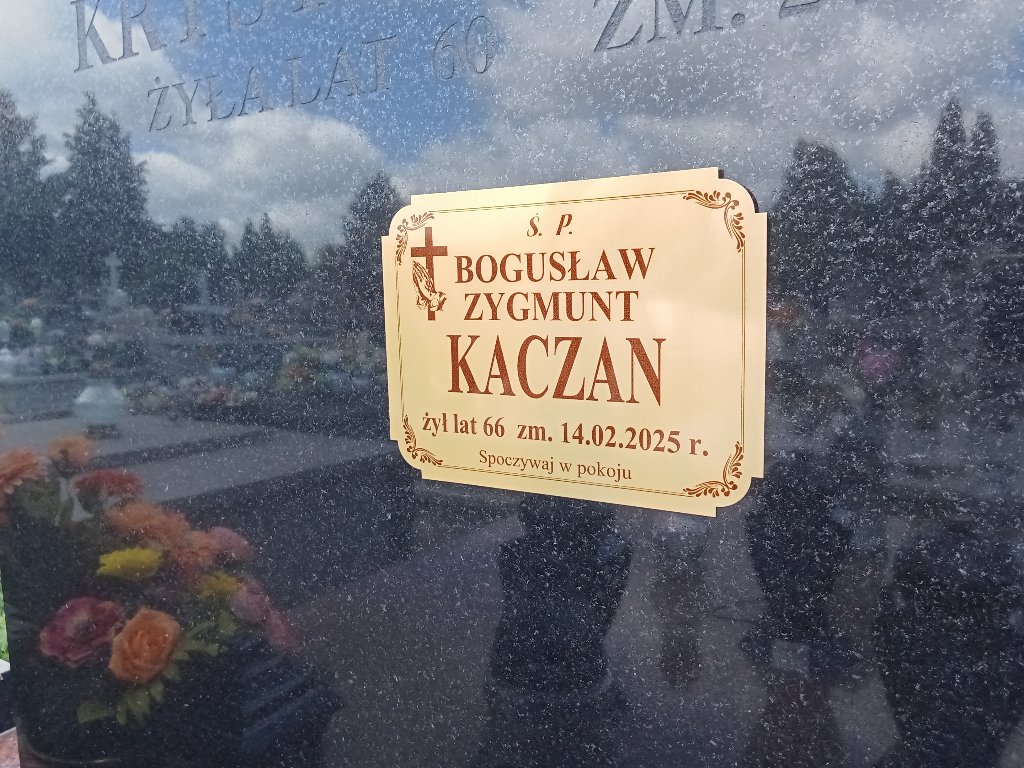 ŻYŁA LAT 60
ZM.
Ś. P.
BOGUSŁAW
ZYGMUNT
KACZAN
żył lat 66 zm. 14.02.2025 r.
Spoczywaj w pokoju